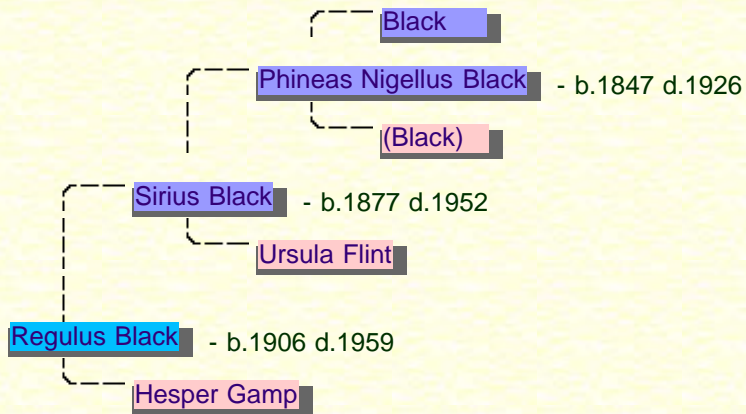 Black
Phineas Nigellus Black - b.1847 d.1926
(Black)
Sirius Black - b.1877 d.1952
Ursula Flint
Regulus Black - b.1906 d.1959
Hesper Gamp